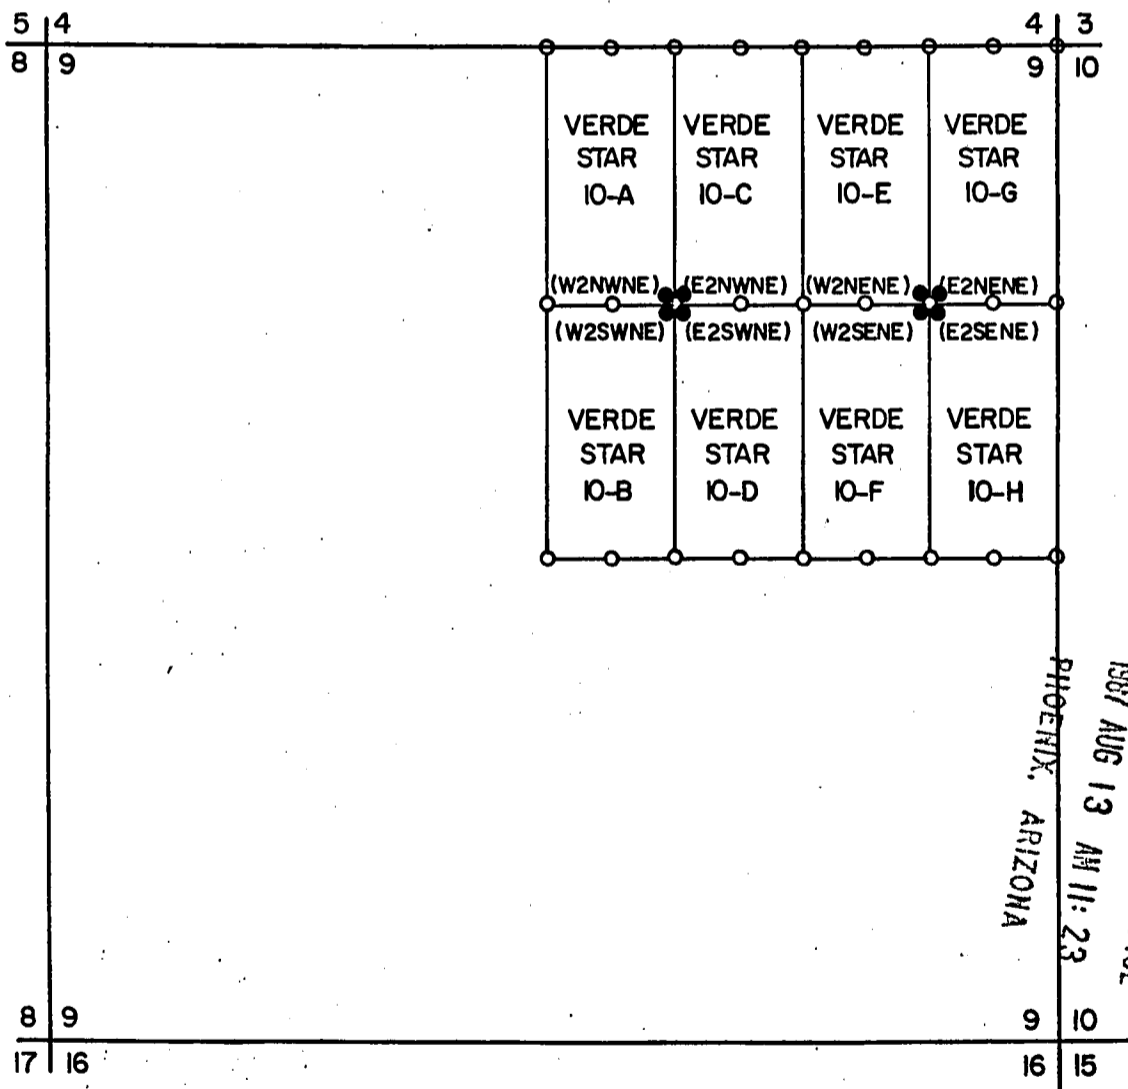 5 4
4 3
8 9
9 10
VERDE STAR 10-A
VERDE STAR 10-C
VERDE STAR 10-E
VERDE STAR 10-G
(W2NWNE)
(E2NWNE)
(W2NENE)
(E2NENE)
(W2SWNE)
(E2SWNE)
(W2SENE)
(E2SENE)
VERDE STAR 10-B
VERDE STAR 10-D
VERDE STAR 10-F
VERDE STAR 10-H
1987 AUG 13 AM 11: 23
PHOENIX, ARIZONA
8 9
9 10
17 16
16 15